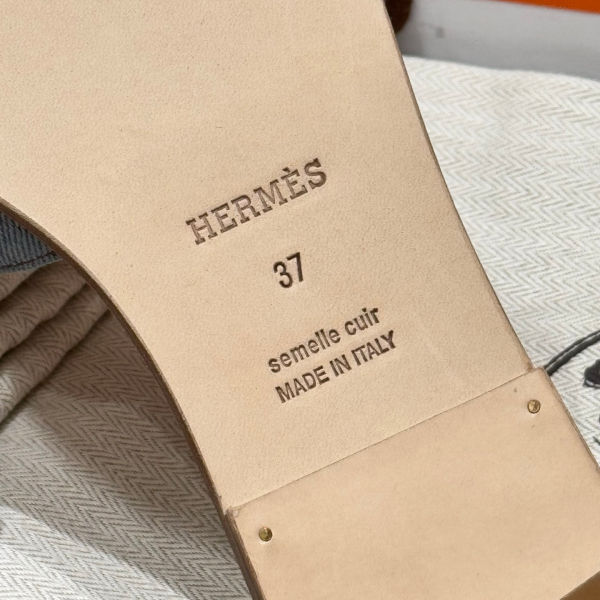 HERMÈS
37
semelle cuir
MADE IN ITALY